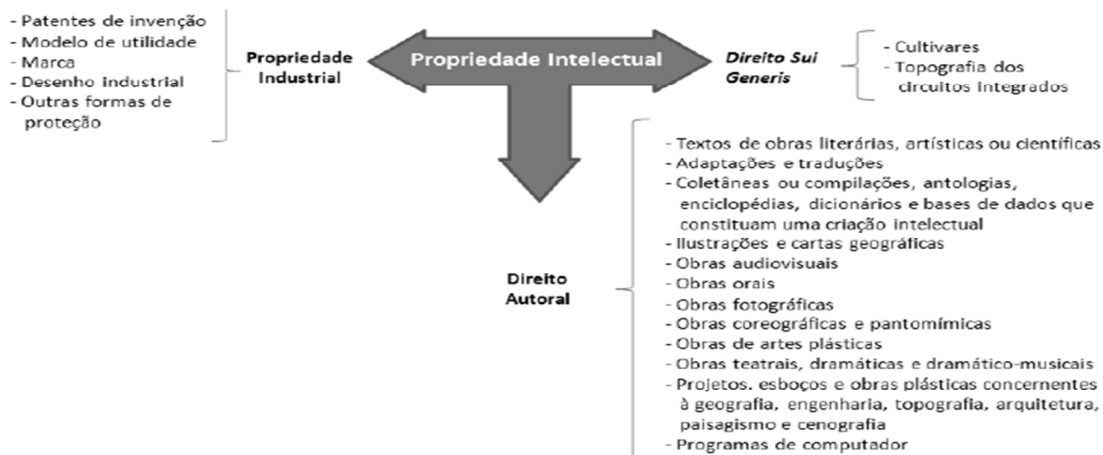 - Patentes de invenção
- Modelo de utilidade
- Marca
- Desenho industrial
- Outras formas de
proteção
Propriedade
Industrial
Propriedade Intelectual
Direito Sui
Generis
- Cultivares
- Topografia dos
circuitos integrados
Direito
Autoral
- Textos de obras literárias, artísticas ou científicas
- Adaptações e traduções
- Coletâneas ou compilações, antologias,
enciclopédias, dicionários e bases de dados que
constituam uma criação intelectual
- Ilustrações e cartas geográficas
- Obras audiovisuais
- Obras orais
- Obras fotográficas
- Obras coreográficas e pantomímicas
- Obras de artes plásticas
- Obras teatrais, dramáticas e dramático-musicais
- Projetos, esboços e obras plásticas concernentes
à geografia, engenharia, topografia, arquitetura,
paisagismo e cenografia
- Programas de computador